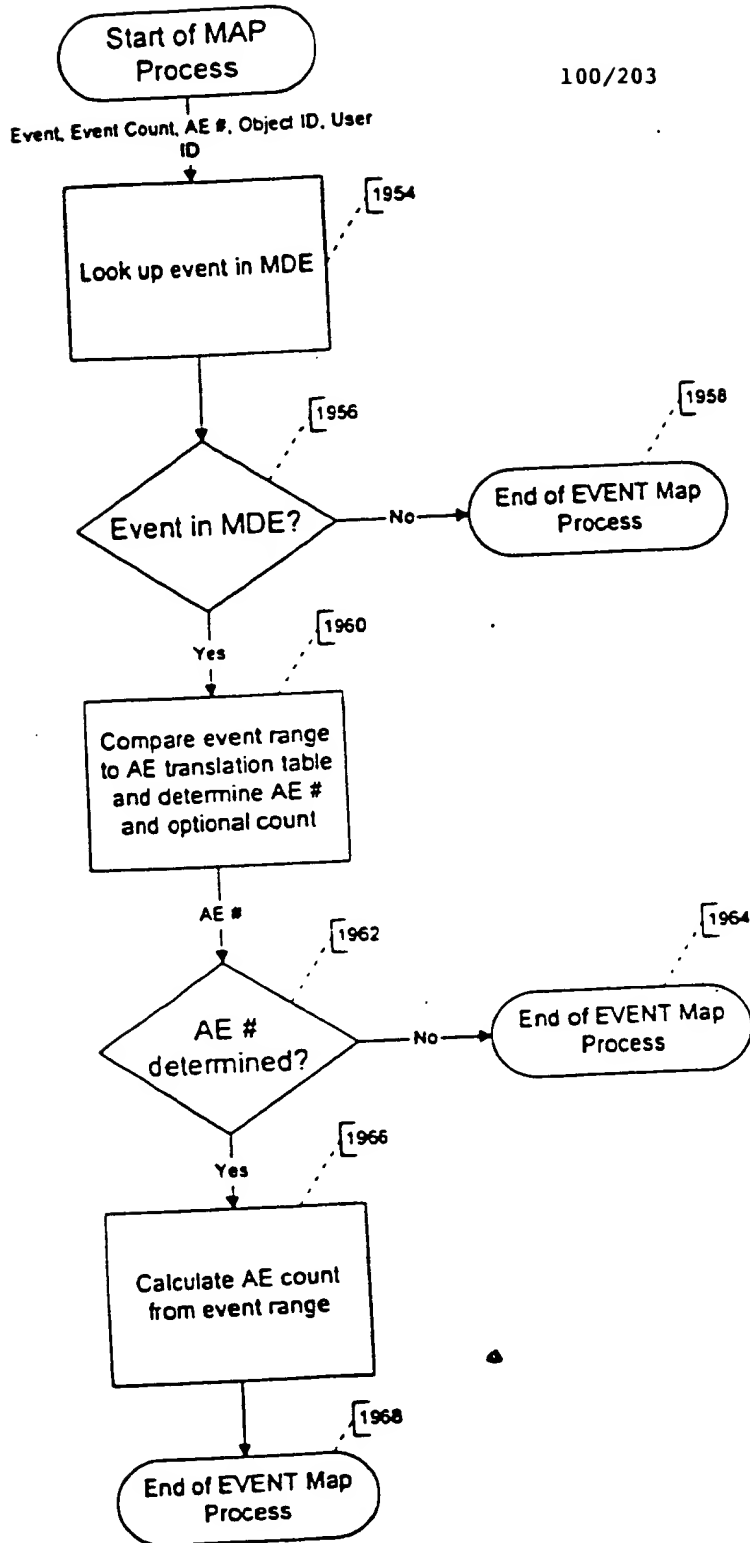 Start of MAP
Process
100/203
Event, Event Count, AE #, Object ID, User
ID
1954
Look up event in MDE
1956
1958
Event in MDE?
No
End of EVENT Map
Process
Yes
1960
Compare event range
to AE translation table
and determine AE #
and optional count
AE #
1962
1964
AE #
determined?
No
End of EVENT Map
Process
Yes
1966
Calculate AE count
from event range
1968
End of EVENT Map
Process